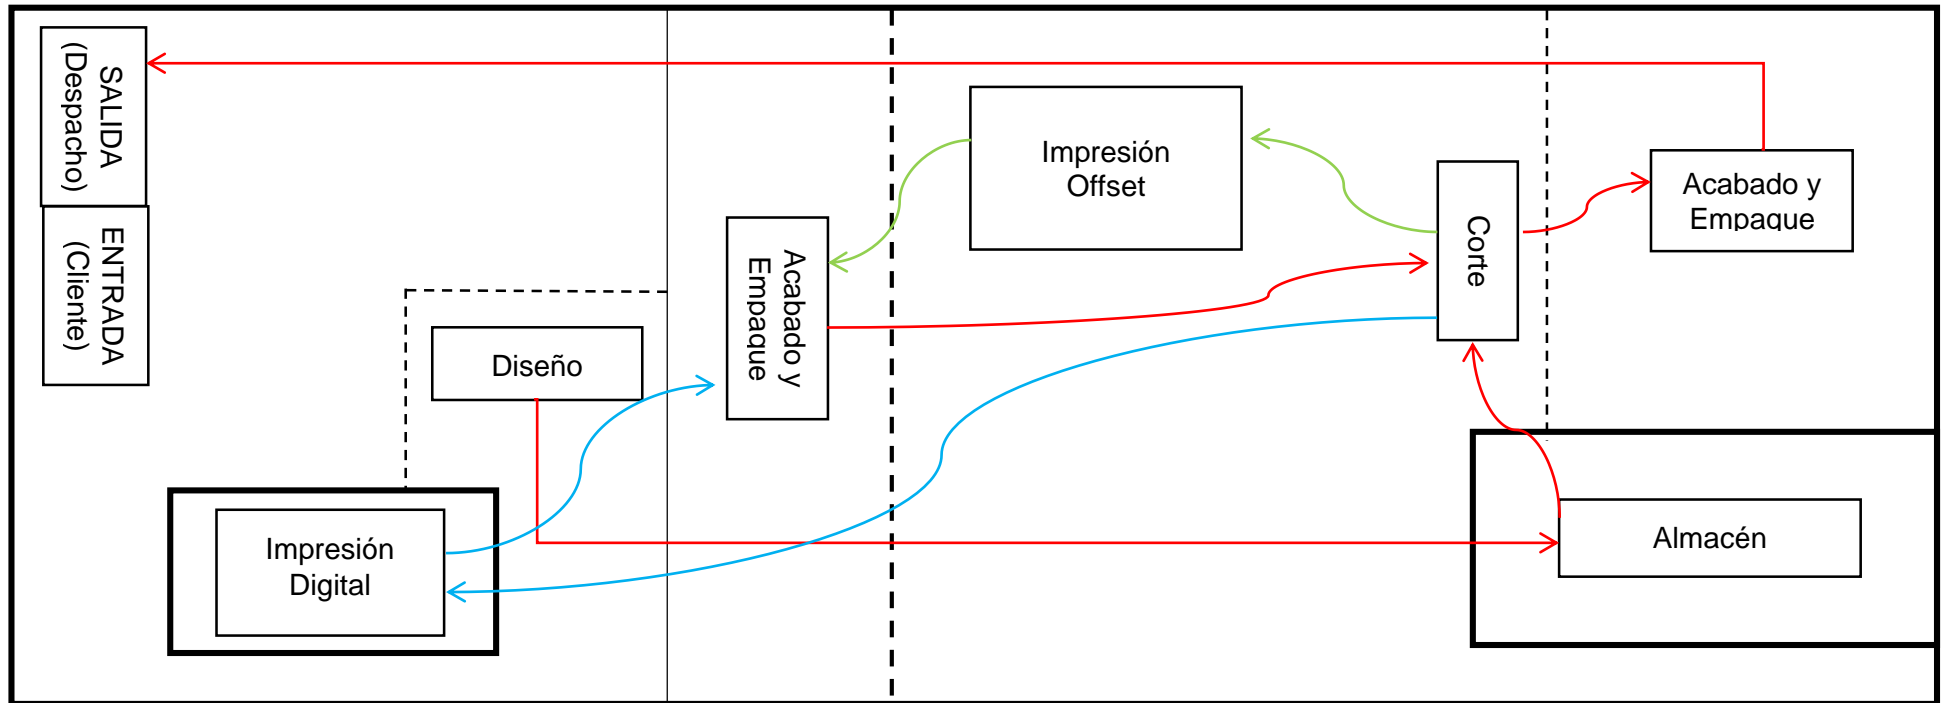 SALIDA
(Despacho)
ENTRADA
(Cliente)
Diseño
Impresión
Digital
Acabado y
Empaque
Impresión
Offset
Corte
Acabado y
Empaque
Almacén